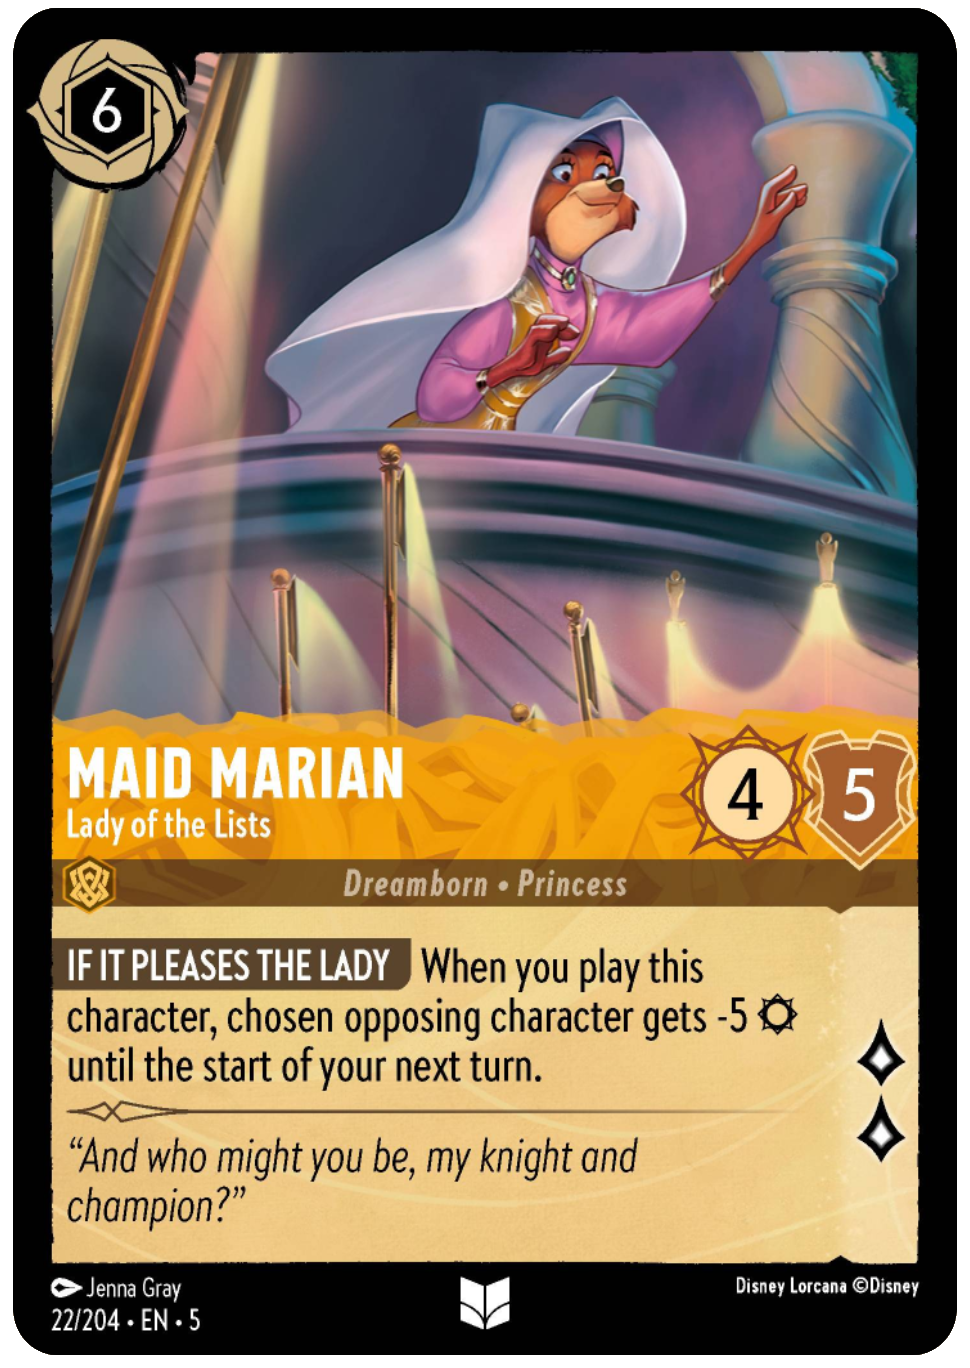 6
MAID MARIAN
Lady of the Lists
4
5
Dreamborn • Princess
IF IT PLEASES THE LADY When you play this
character, chosen opposing character gets -5
until the start of your next turn.
“And who might you be, my knight and
champion?”
Jenna Gray
Disney Lorcana ©Disney
22/204 • EN • 5